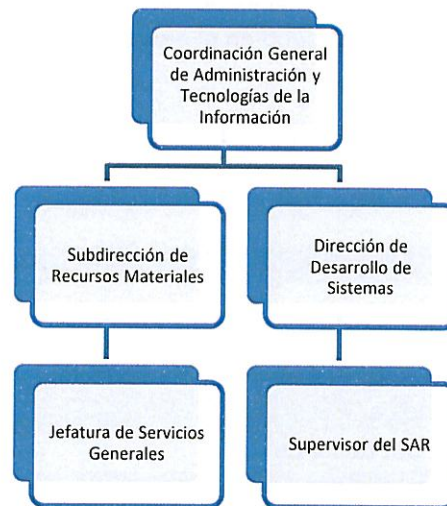 Coordinación General
de Administración y
Tecnologías de la
Información
Subdirección de
Recursos Materiales
Dirección de
Desarrollo de
Sistemas
Jefatura de Servicios
Generales
Supervisor del SAR